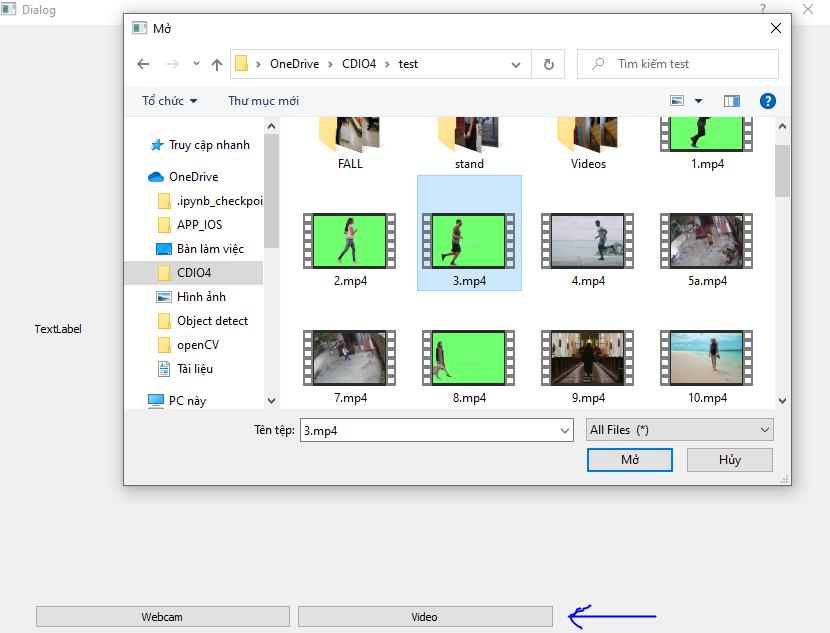 Dialog
?
Mở
OneDrive
CDIO4
test
Tìm kiếm test
Tổ chức
Thư mục mới
?
Truy cập nhanh
OneDrive
.ipynb_checkpoi
APP_IOS
Bàn làm việc
CDIO4
Hình ảnh
Object detect
openCV
Tài liệu
PC này
FALL
stand
Videos
1.mp4
2.mp4
3.mp4
4.mp4
5a.mp4
7.mp4
8.mp4
9.mp4
10.mp4
TextLabel
Tên tệp:
3.mp4
All Files (*)
Mở
Hủy
Webcam
Video